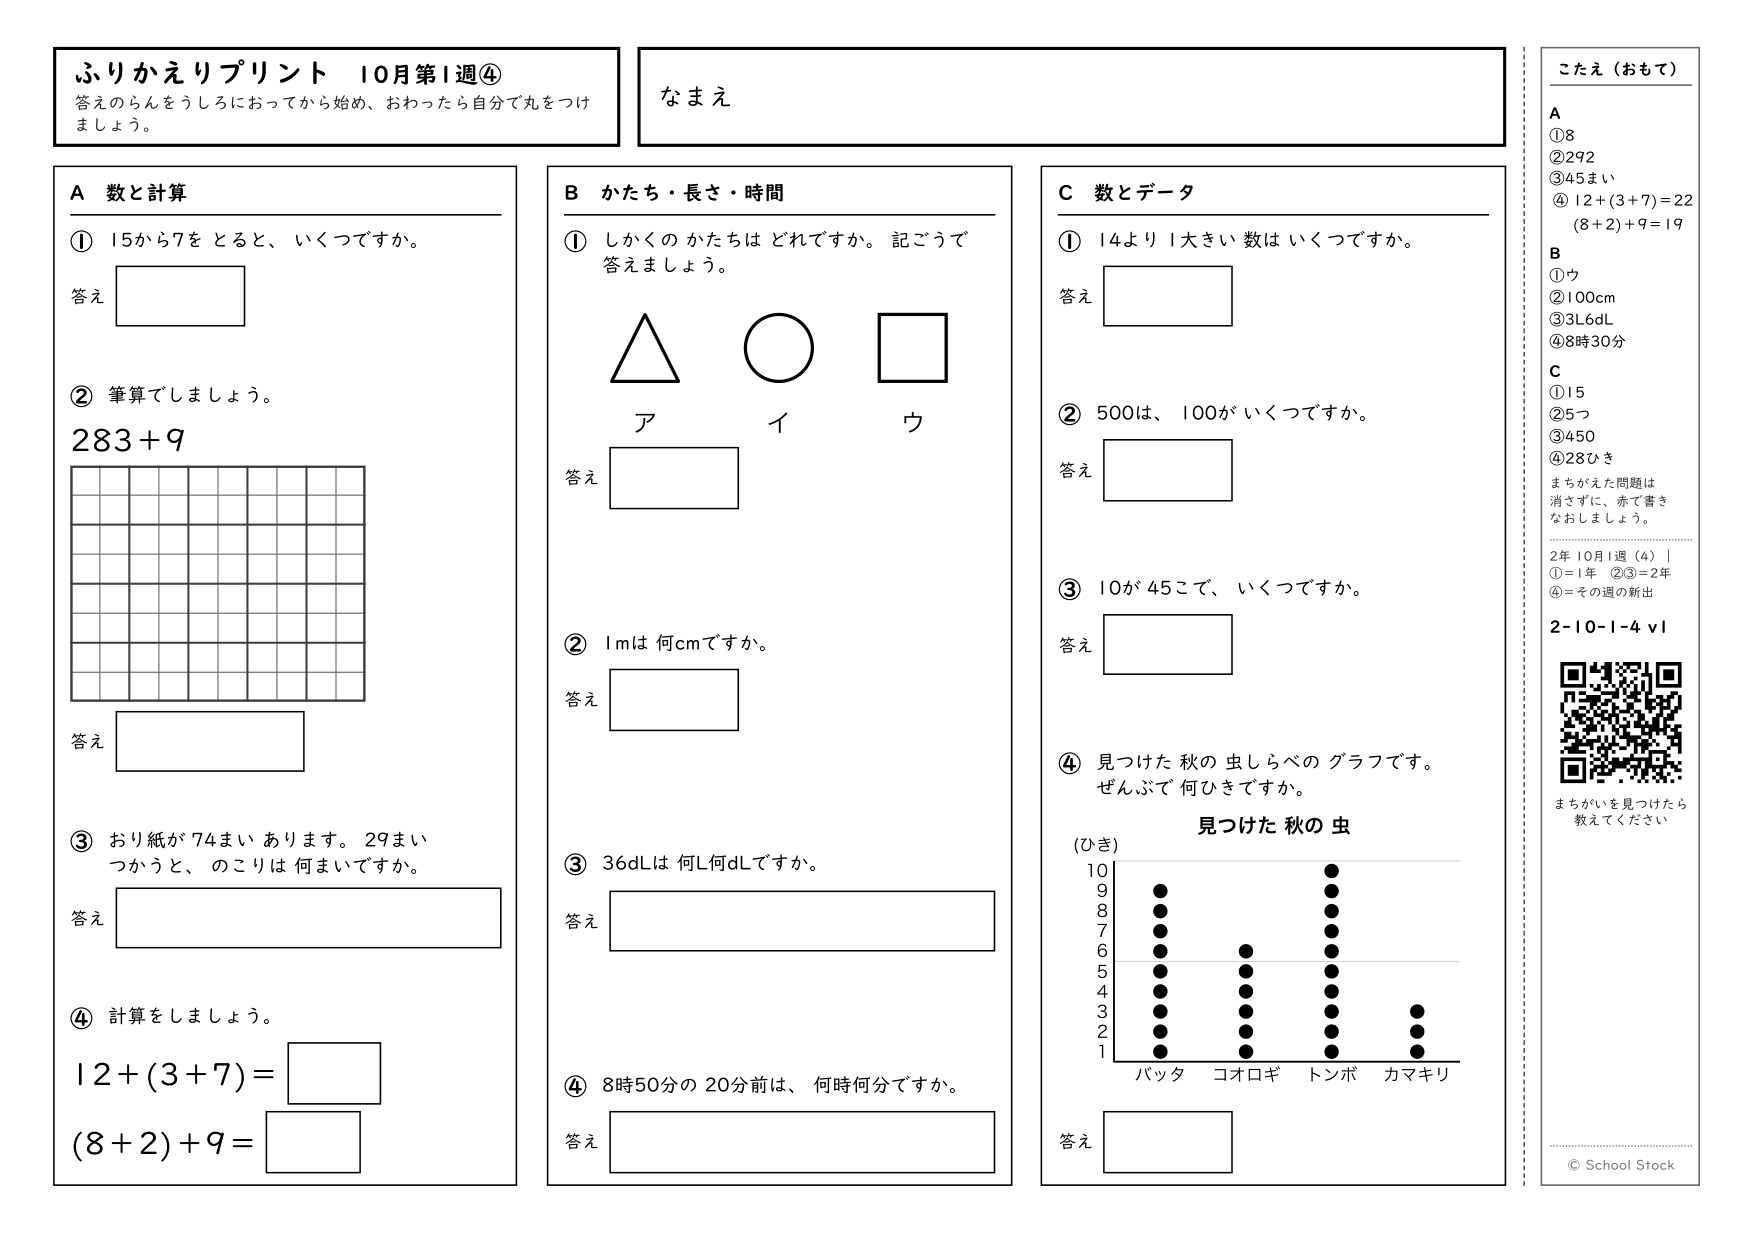 ふりかえりプリント　10月第1週④
答えのらんをうしろにおってから始め、おわったら自分で丸をつけ
ましょう。
なまえ
A　数と計算
① 15から7を とると、 いくつですか。
答え
② 筆算でしましょう。
283＋9
答え
③ おり紙が 74まい あります。 29まい
つかうと、 のこりは 何まいですか。
答え
④ 計算をしましょう。
12＋(3＋7)＝
(8＋2)＋9＝
B　かたち・長さ・時間
① しかくの かたちは どれですか。 記ごうで
答えましょう。
ア　イ　ウ
答え
② 1mは 何cmですか。
答え
③ 36dLは 何L何dLですか。
答え
④ 8時50分の 20分前は、 何時何分ですか。
答え
C　数とデータ
① 14より 1大きい 数は いくつですか。
答え
② 500は、 100が いくつですか。
答え
③ 10が 45こで、 いくつですか。
答え
④ 見つけた 秋の 虫しらべの グラフです。
ぜんぶで 何ひきですか。
見つけた 秋の 虫
(ひき)
10
9
8
7
6
5
4
3
2
1
バッタ　コオロギ　トンボ　カマキリ
答え
こたえ（おもて）
A
①8
②292
③45まい
④ 12＋(3＋7)＝22
(8＋2)＋9＝19
B
①ウ
②100cm
③3L6dL
④8時30分
C
①15
②5つ
③450
④28ひき
まちがえた問題は
消さずに、赤で書き
なおしましょう。
2年 10月1週（4）｜
①＝1年　②③＝2年
④＝その週の新出
2-10-1-4 v1
まちがいを見つけたら
教えてください
© School Stock